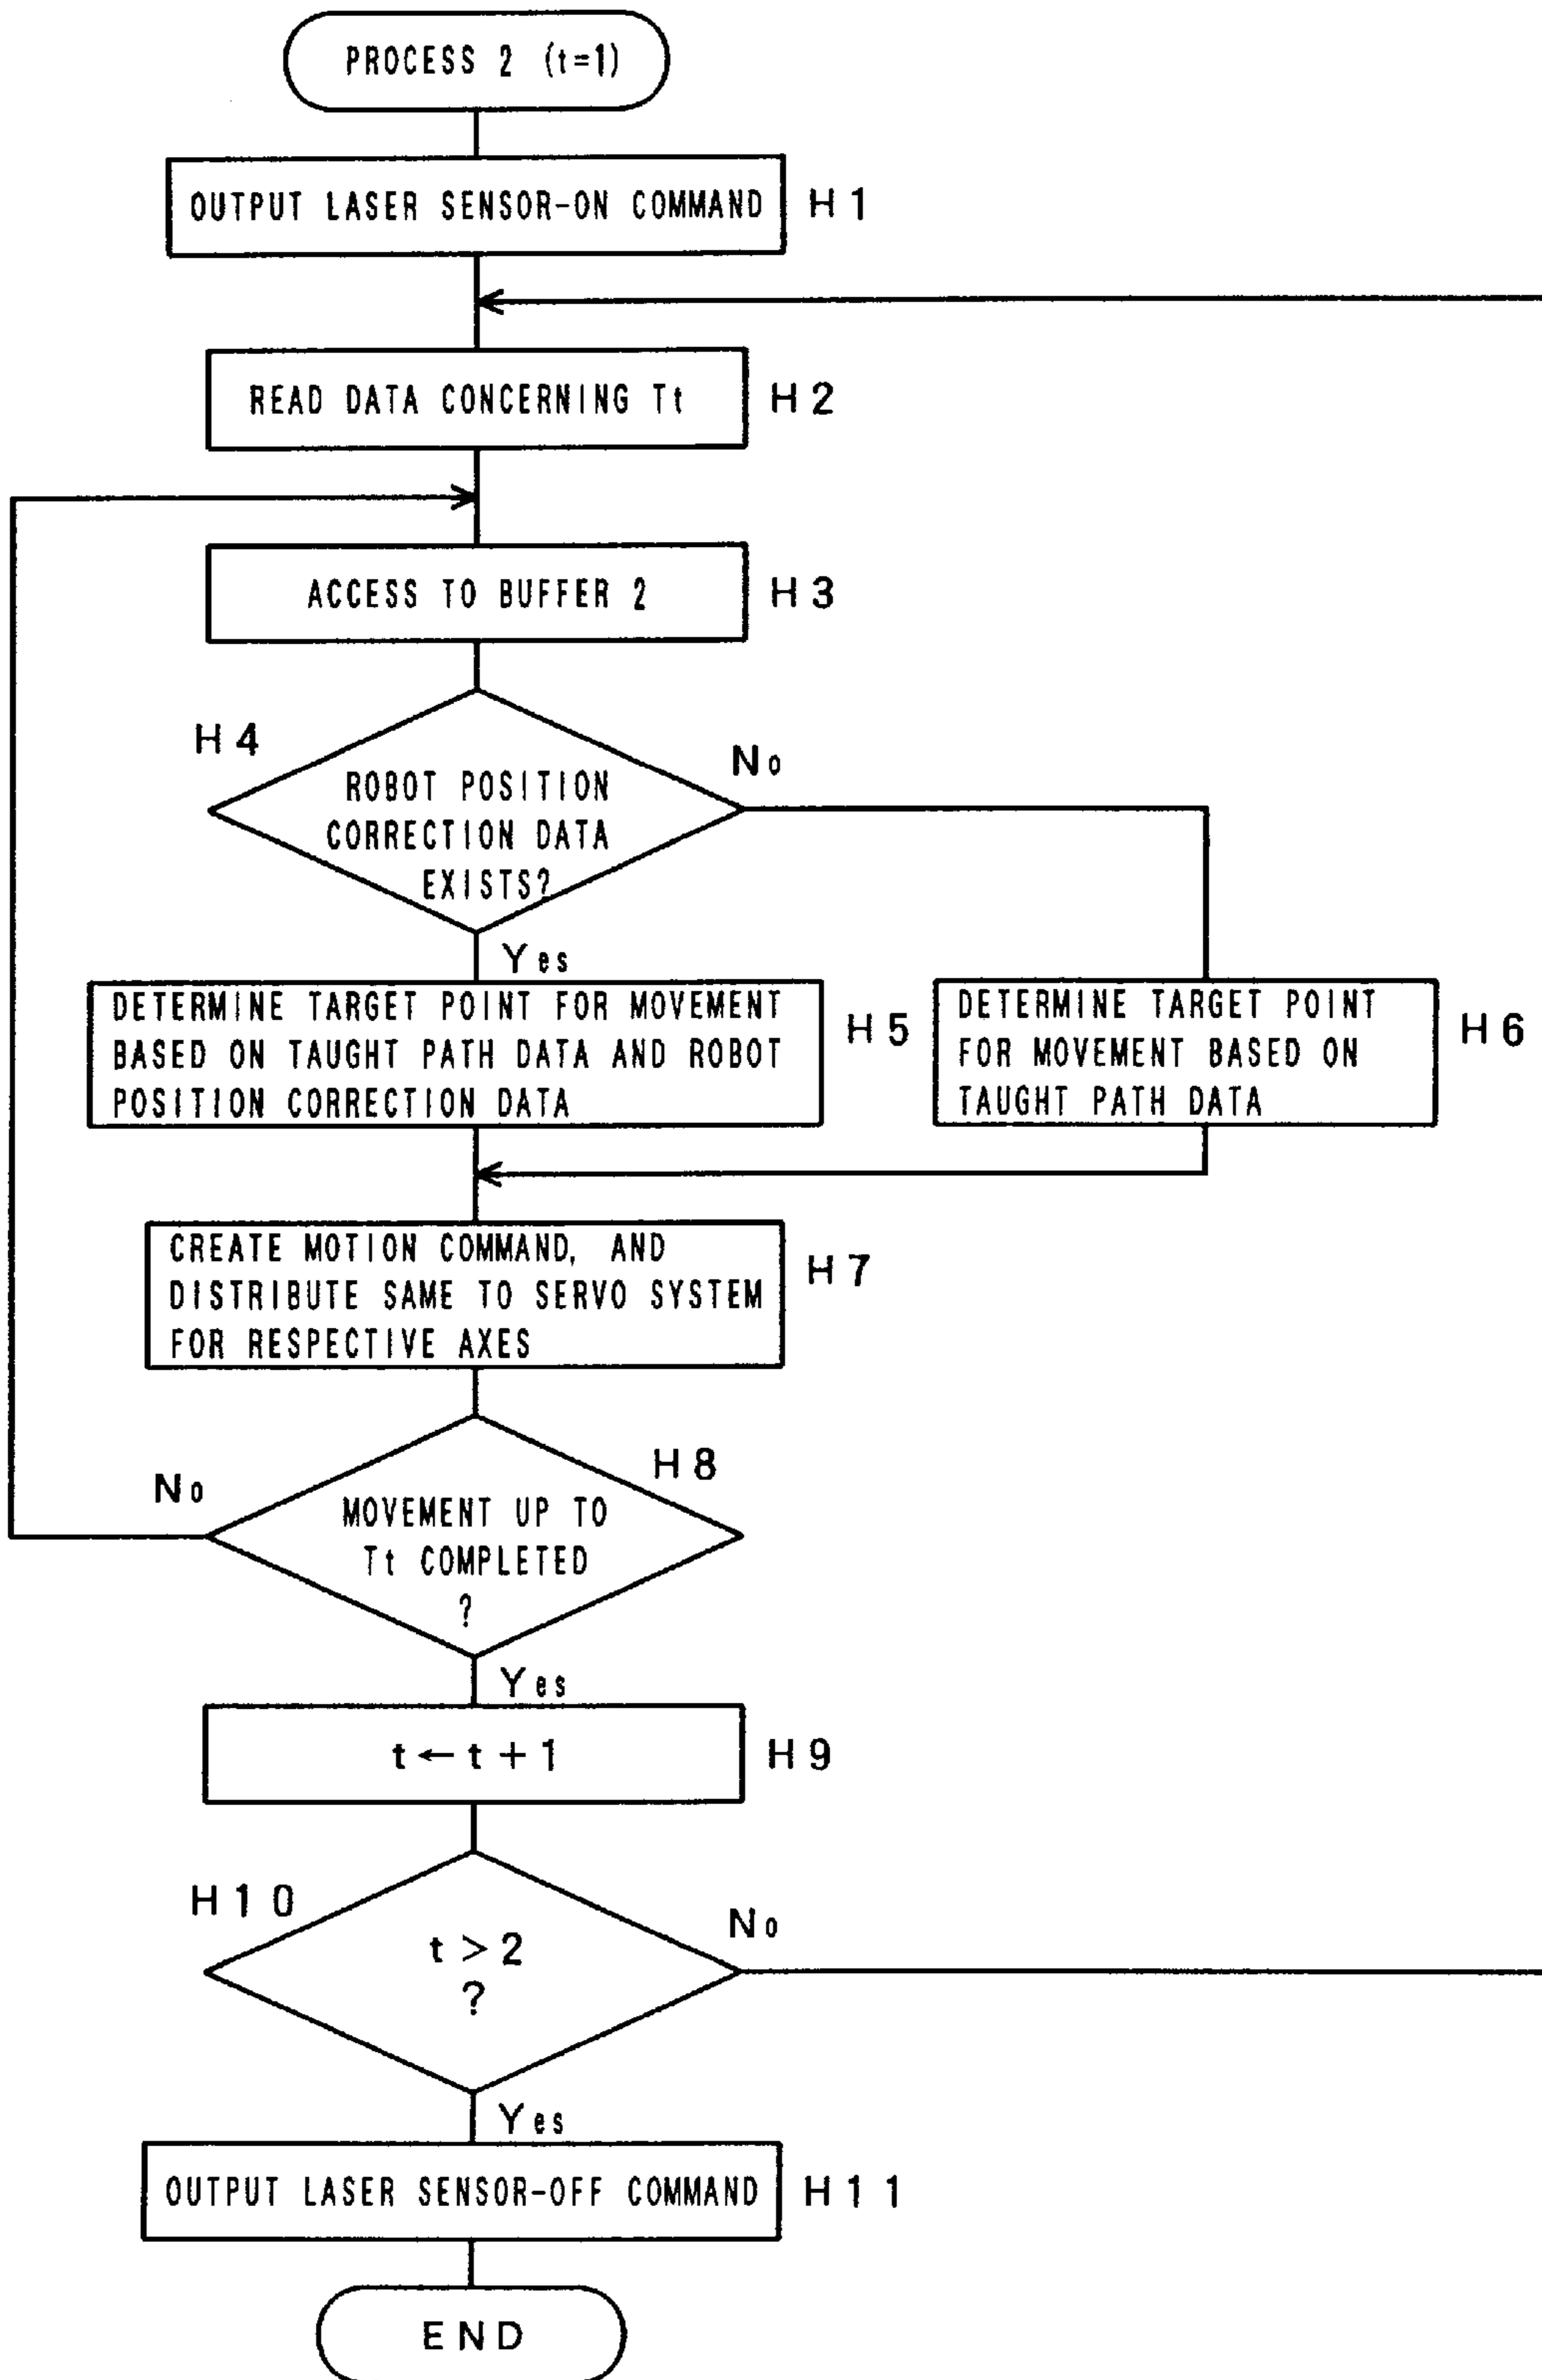 PROCESS 2 (t=1)
OUTPUT LASER SENSOR-ON COMMAND
H1
READ DATA CONCERNING Tt
H2
ACCESS TO BUFFER 2
H3
H4
ROBOT POSITION
CORRECTION DATA
EXISTS?
No
Yes
DETERMINE TARGET POINT FOR MOVEMENT
BASED ON TAUGHT PATH DATA AND ROBOT
POSITION CORRECTION DATA
H5
DETERMINE TARGET POINT
FOR MOVEMENT BASED ON
TAUGHT PATH DATA
H6
CREATE MOTION COMMAND, AND
DISTRIBUTE SAME TO SERVO SYSTEM
FOR RESPECTIVE AXES
H7
H8
No
MOVEMENT UP TO
Tt COMPLETED
?
Yes
t←t+1
H9
H10
t>2
?
No
Yes
OUTPUT LASER SENSOR-OFF COMMAND
H11
END